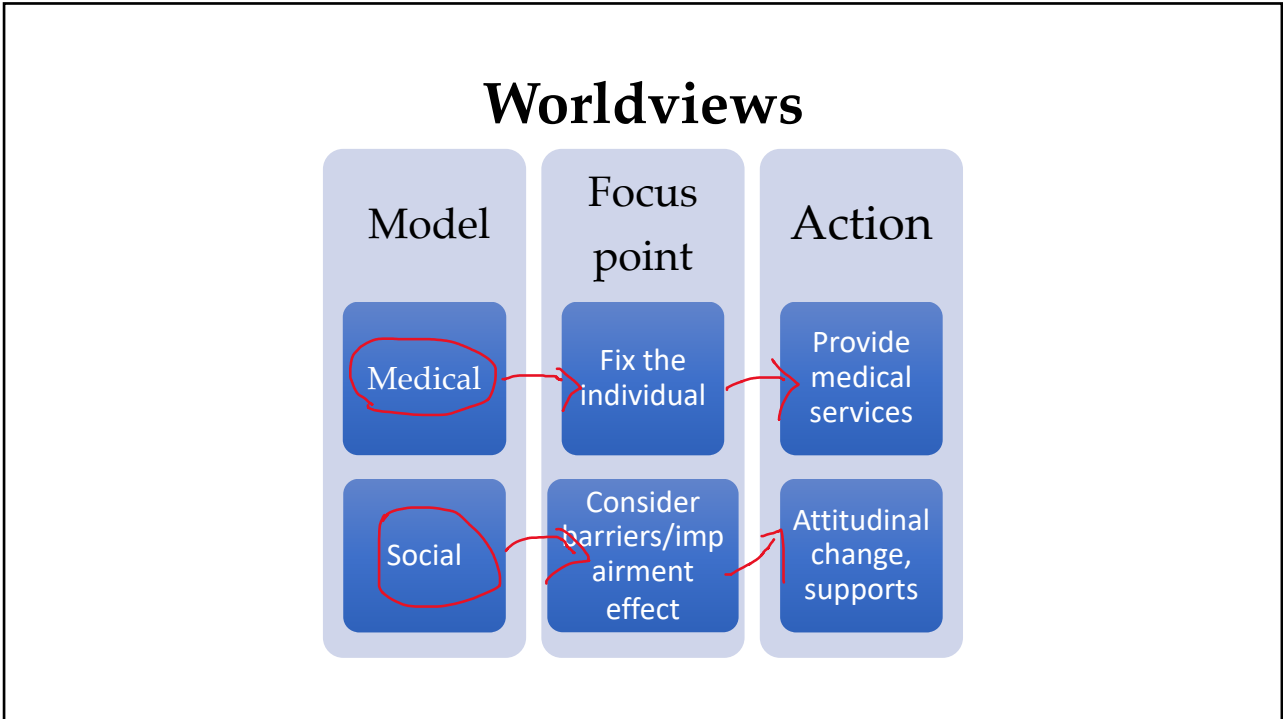 Worldviews
Model
Focus
point
Action
Medical
Fix the
individual
Provide
medical
services
Social
Consider
barriers/imp
airment
effect
Attitudinal
change,
supports